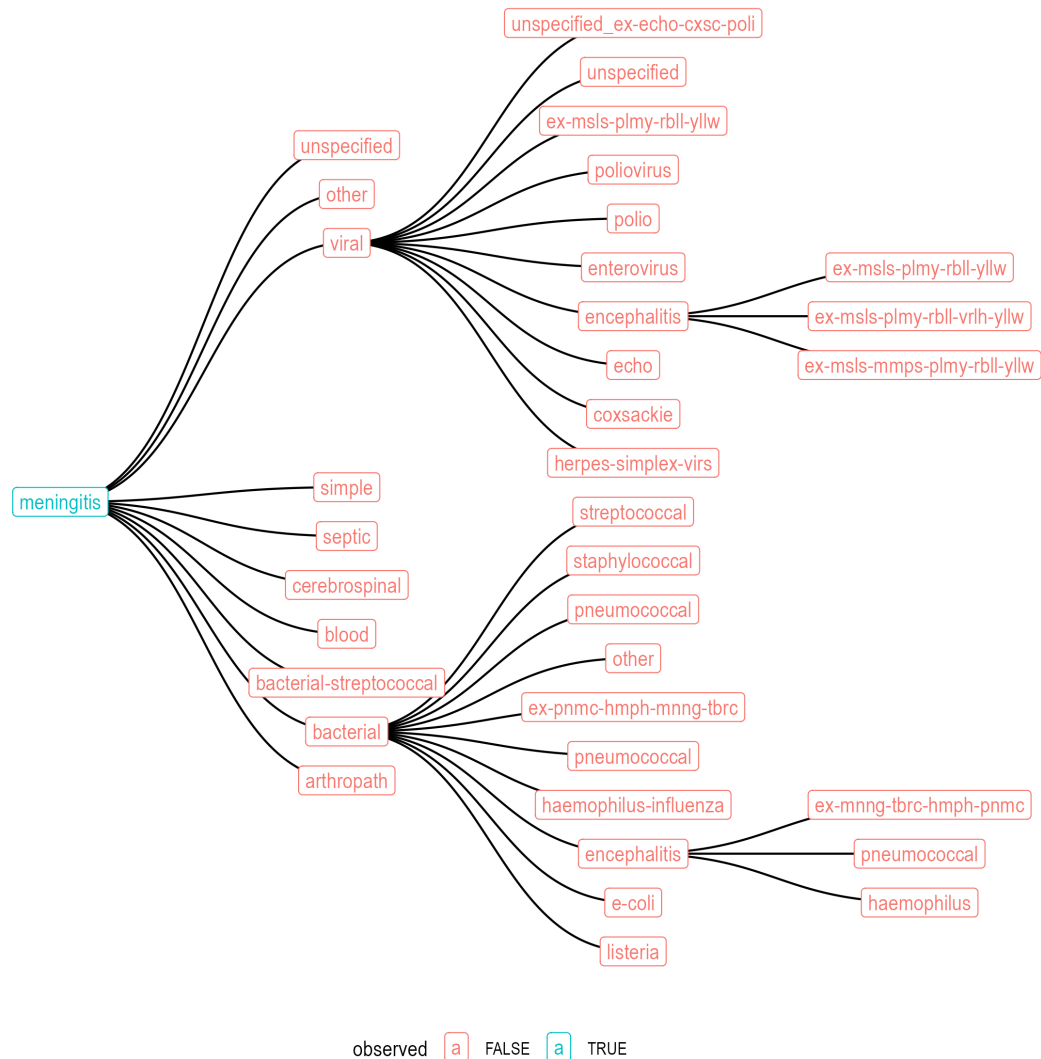 unspecified_ex-echo-cxsc-poli
unspecified
ex-msls-plmy-rbll-yllw
unspecified
poliovirus
other
polio
viral
enterovirus
ex-msls-plmy-rbll-yllw
encephalitis
ex-msls-plmy-rbll-vrlh-yllw
echo
ex-msls-mmps-plmy-rbll-yllw
coxsackie
herpes-simplex-virs
simple
meningitis
streptococcal
septic
staphylococcal
cerebrospinal
pneumococcal
blood
other
bacterial-streptococcal
ex-pnmc-hmph-mnng-tbrc
bacterial
pneumococcal
arthropath
haemophilus-influenza
ex-mnng-tbrc-hmph-pnmc
encephalitis
pneumococcal
e-coli
haemophilus
listeria
observed a FALSE a TRUE